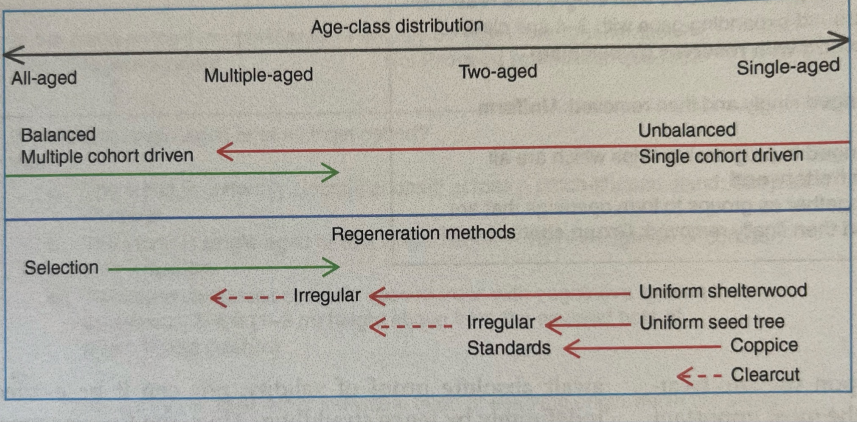 Age-class distribution
All-aged Multiple-aged Two-aged Single-aged
Balanced Unbalanced
Multiple cohort driven Single cohort driven
Regeneration methods
Selection
Irregular Uniform shelterwood
Irregular Uniform seed tree
Standards Coppice
Clearcut